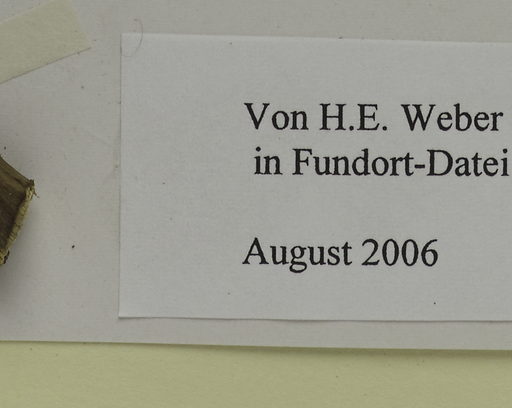 Von H.E. Weber
in Fundort-Datei
August 2006